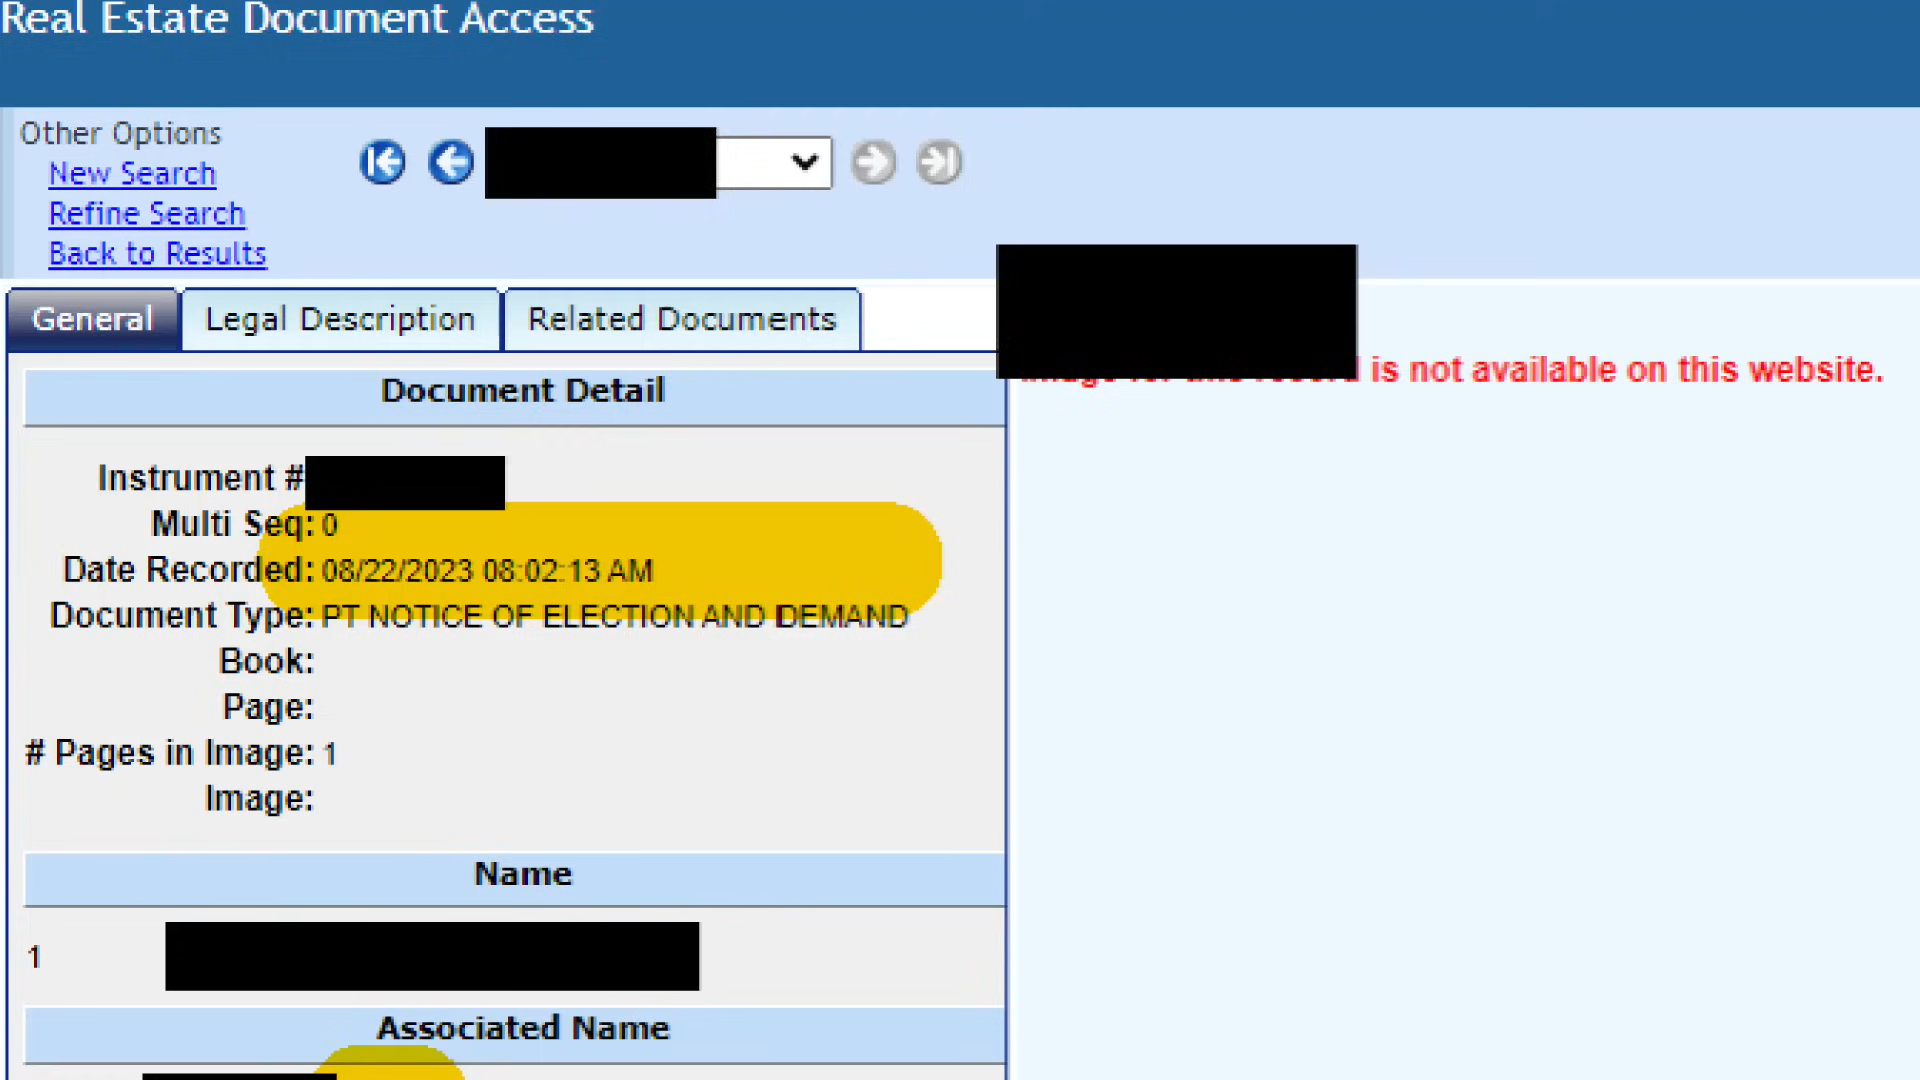 Real Estate Document Access
Other Options
New Search
Refine Search
Back to Results
General
Legal Description
Related Documents
is not available on this website.
Document Detail
Instrument #
Multi Seq: 0
Date Recorded: 08/22/2023 08:02:13 AM
Document Type: PT NOTICE OF ELECTION AND DEMAND
Book:
Page:
# Pages in Image: 1
Image:
Name
1
Associated Name